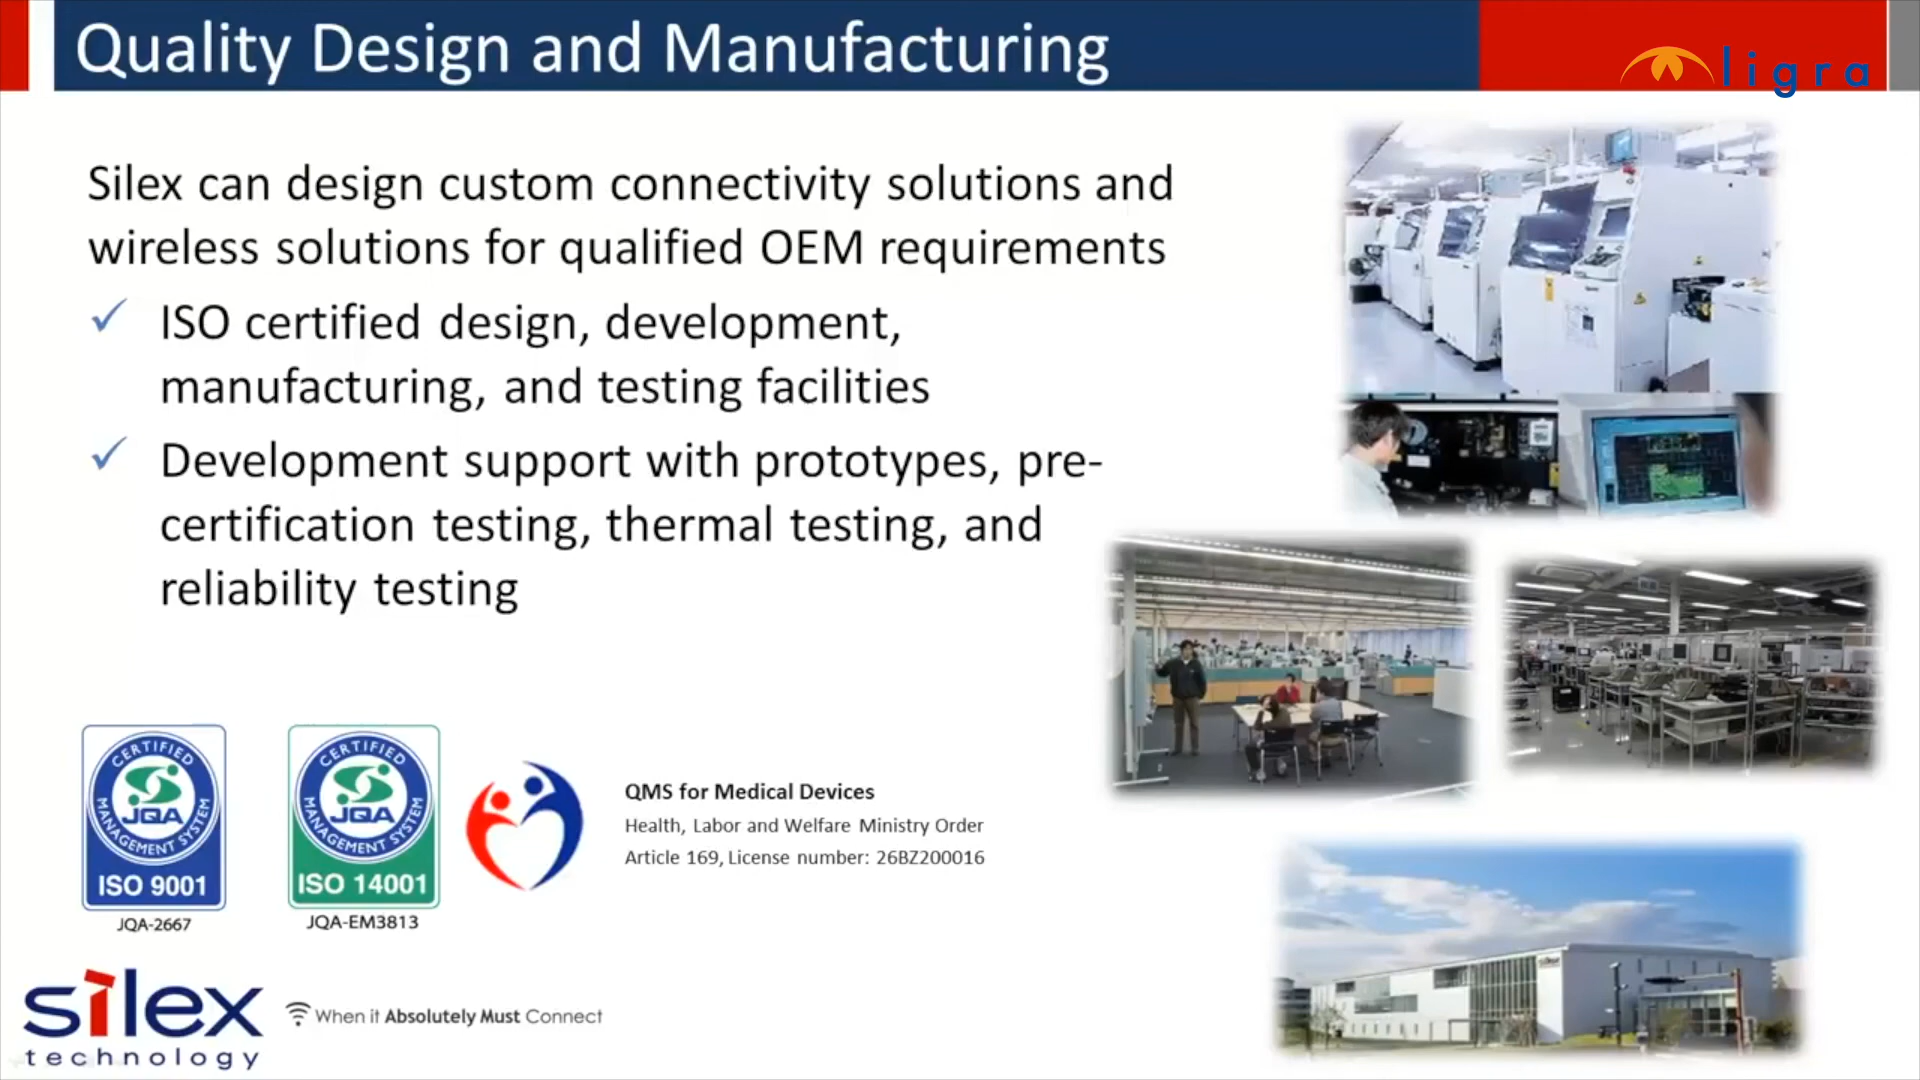 Quality Design and Manufacturing
ligra
Silex can design custom connectivity solutions and
wireless solutions for qualified OEM requirements
✓ ISO certified design, development,
manufacturing, and testing facilities
✓ Development support with prototypes, pre-
certification testing, thermal testing, and
reliability testing
CERTIFIED
JQA
MANAGEMENT SYSTEM
ISO 9001
JQA-2667
CERTIFIED
JQA
MANAGEMENT SYSTEM
ISO 14001
JQA-EM3813
QMS for Medical Devices
Health, Labor and Welfare Ministry Order
Article 169, License number: 26BZ200016
silex
technology
When it Absolutely Must Connect
silex